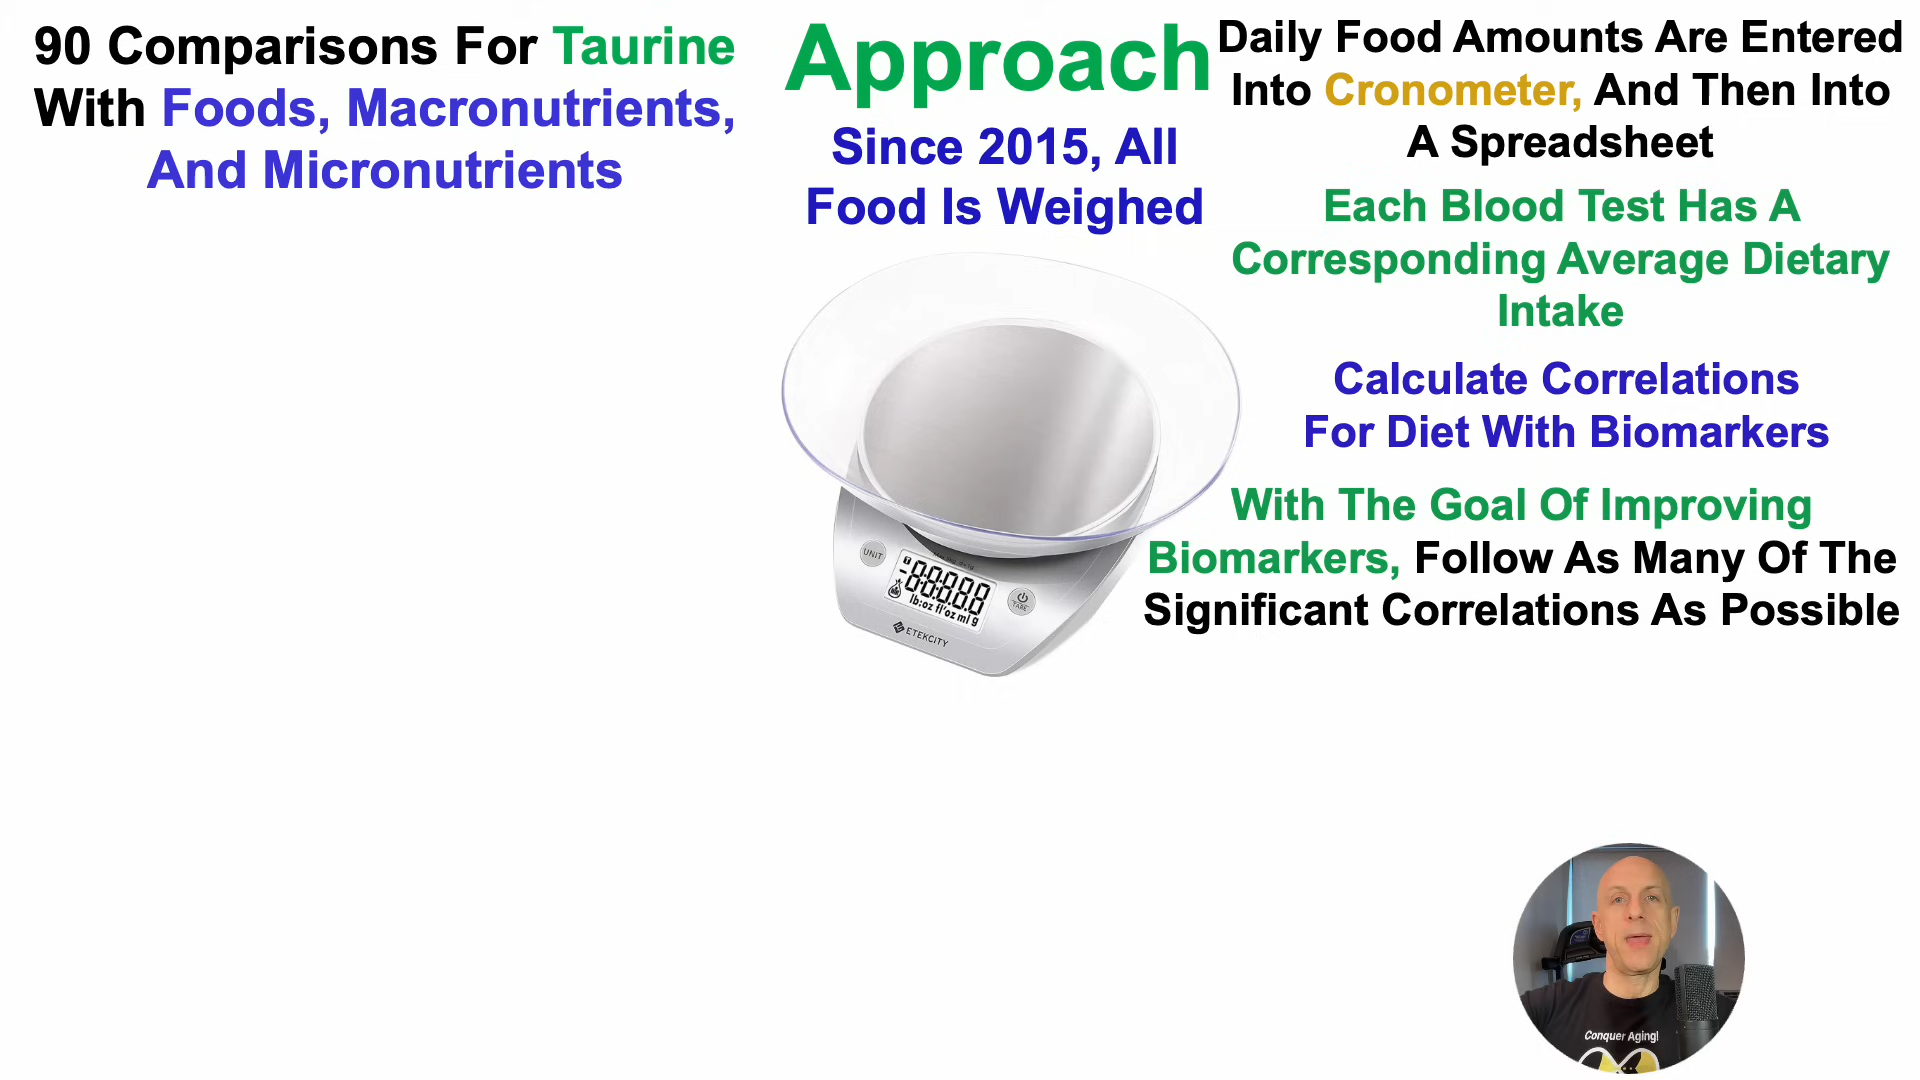 90 Comparisons For Taurine
With Foods, Macronutrients,
And Micronutrients
Approach
Since 2015, All
Food Is Weighed
Daily Food Amounts Are Entered
Into Cronometer, And Then Into
A Spreadsheet
Each Blood Test Has A
Corresponding Average Dietary
Intake
Calculate Correlations
For Diet With Biomarkers
With The Goal Of Improving
Biomarkers, Follow As Many Of The
Significant Correlations As Possible
UNIT
lb:oz fl'oz ml g
TARE
ETEKCITY
Conquer Aging!